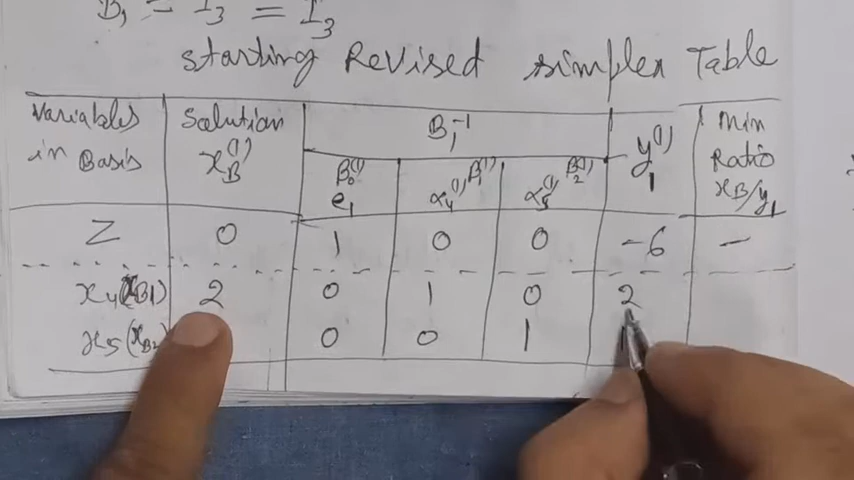 B₁ = I₃ = I₃
starting Revised simplex Table
Variables in Basis Solution x_B⁽¹⁾ B₁⁻¹ y₁⁽¹⁾ Min Ratio x_B/y₁
β₀⁽¹⁾ e₁ α₄⁽¹⁾, β₁⁽¹⁾ α₅⁽¹⁾ β₂⁽¹⁾
Z 0 1 0 0 -6 -
x₄(x_B1) 2 0 1 0 2
x₅(x_B2) 0 0 1